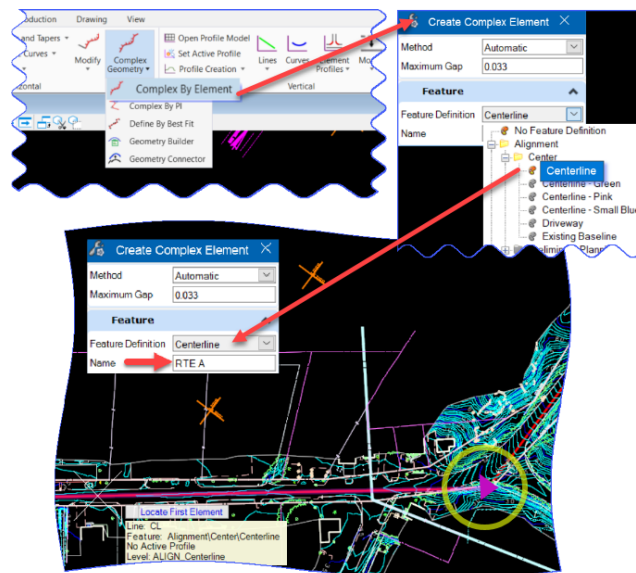 oduction Drawing View
and Tapers
Curves
Modify
Complex
Geometry
Open Profile Model
Set Active Profile
Profile Creation
Lines
Curves
Element
Profiles
Mo
zontal
Vertical
Complex By Element
Complex By PI
Define By Best Fit
Geometry Builder
Geometry Connector
Create Complex Element
Method Automatic
Maximum Gap 0.033
Feature
Feature Definition Centerline
Name
No Feature Definition
Alignment
Center
Centerline
Centerline - Green
Centerline - Pink
Centerline - Small Blue
Driveway
Existing Baseline
Create Complex Element
Method Automatic
Maximum Gap 0.033
Feature
Feature Definition Centerline
Name RTE A
Locate First Element
Line: CL
Feature: Alignment\Center\Centerline
No Active Profile
Level: ALIGN_Centerline